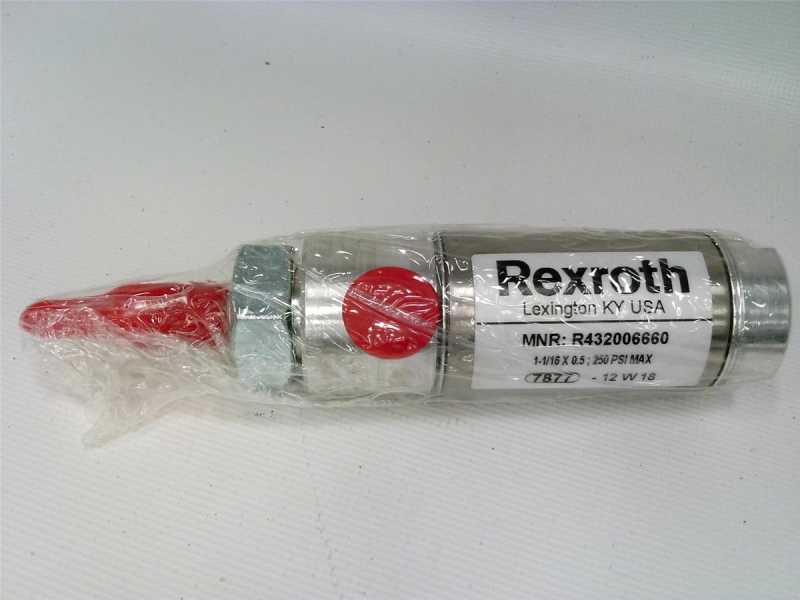 Rexroth
Lexington KY USA
MNR: R432006660
1-1/16 X 0.5 ; 250 PSI MAX
7877 - 12 W 18